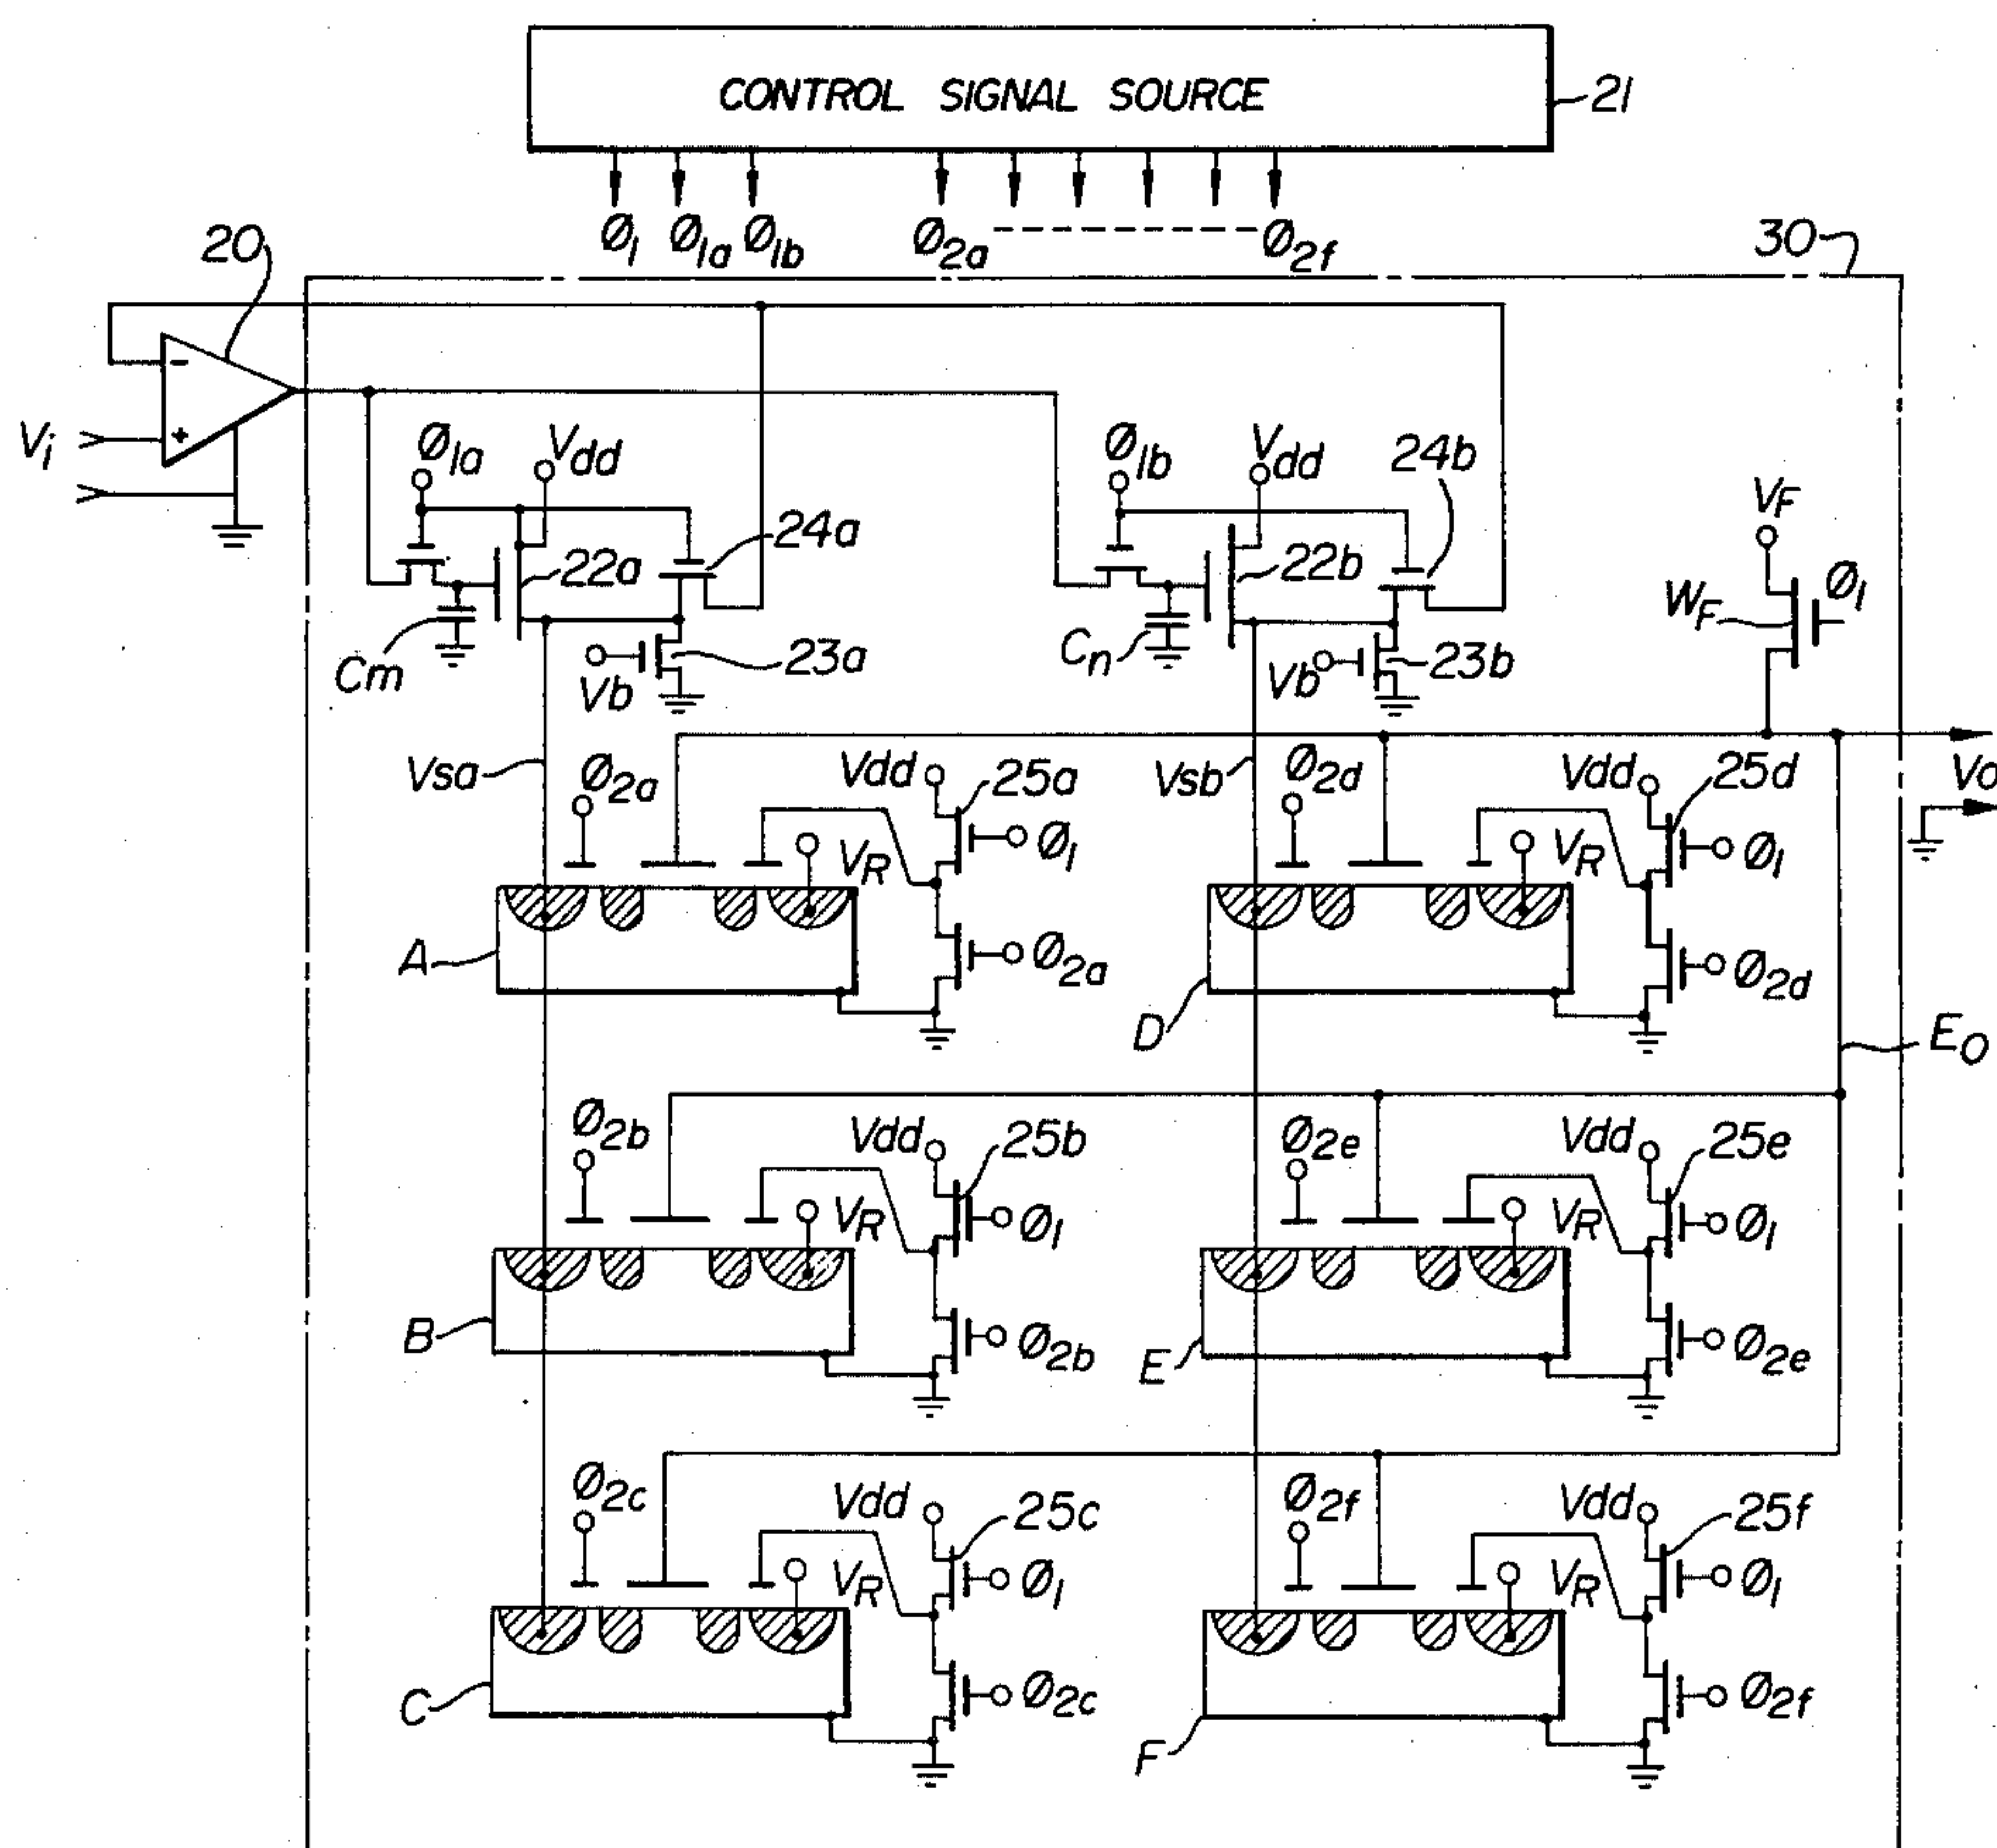 CONTROL SIGNAL SOURCE
21
Ø1 Ø1a Ø1b Ø2a Ø2f
20
30
-
+
Vi
Ø1a
Vdd
24a
22a
Cm
23a
Vb
Ø1b
Vdd
24b
22b
Cn
23b
Vb
VF
WF
Ø1
Vsa
Ø2a
Vdd
25a
VR
Ø1
A
Ø2a
Vsb
Ø2d
Vdd
25d
VR
Ø1
D
Ø2d
Vo
Eo
Ø2b
Vdd
25b
VR
Ø1
B
Ø2b
Ø2e
Vdd
25e
VR
Ø1
E
Ø2e
Ø2c
Vdd
25c
VR
Ø1
C
Ø2c
Ø2f
Vdd
25f
VR
Ø1
F
Ø2f